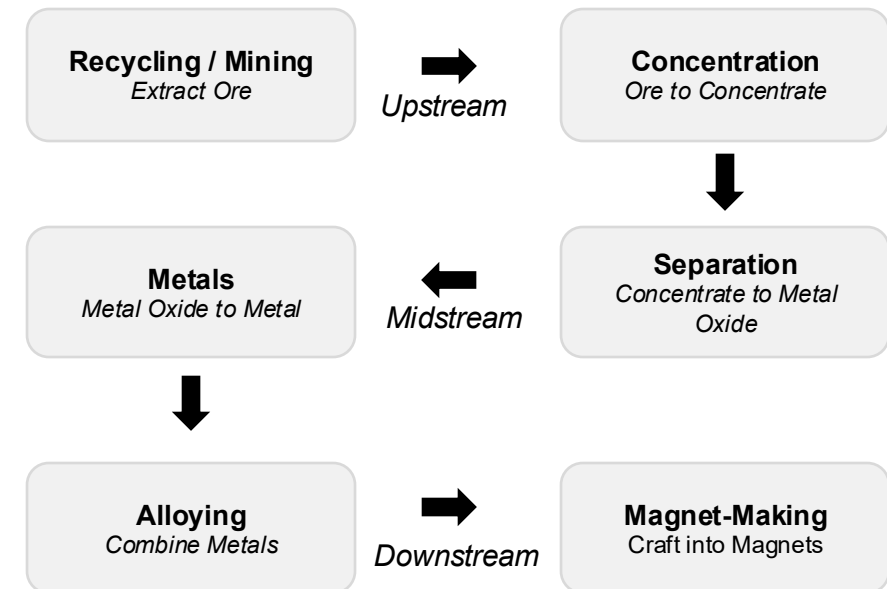 Recycling / Mining
Extract Ore
Upstream
Concentration
Ore to Concentrate
Metals
Metal Oxide to Metal
Midstream
Separation
Concentrate to Metal
Oxide
Alloying
Combine Metals
Downstream
Magnet-Making
Craft into Magnets